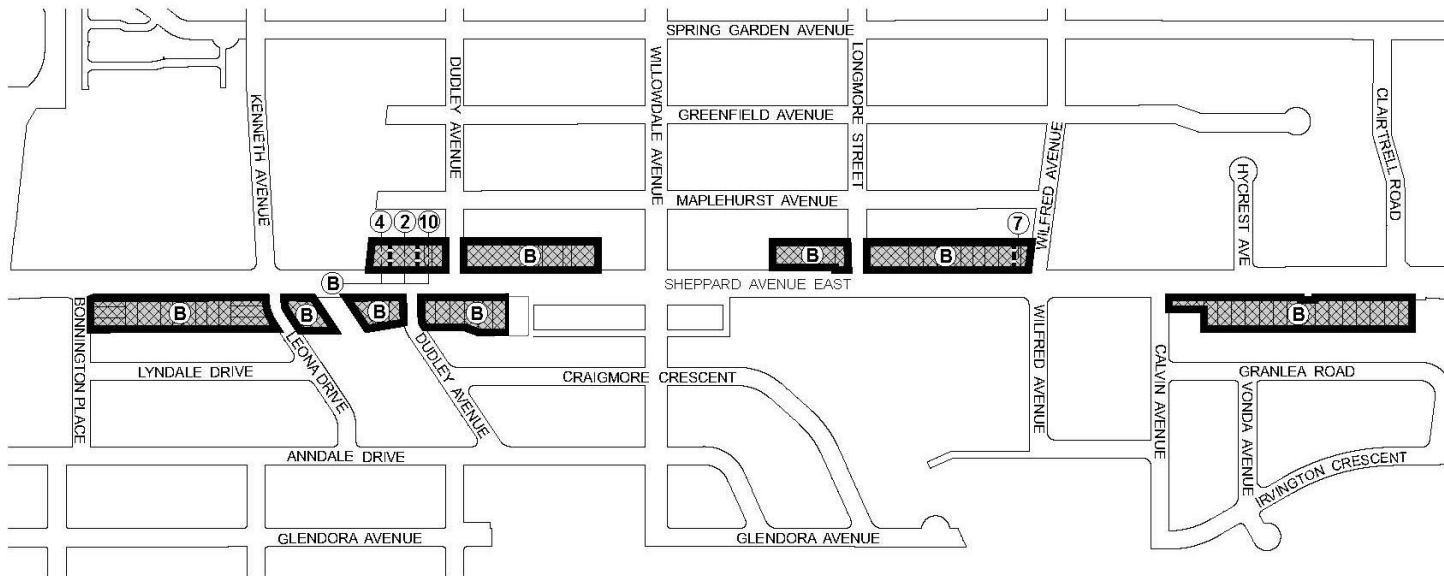 SPRING GARDEN AVENUE
KENNETH AVENUE
DUDLEY AVENUE
WILLOWDALE AVENUE
LONGMORE STREET
WILFRED AVENUE
CLAIRTRELL ROAD
GREENFIELD AVENUE
HYCREST AVE
MAPLEHURST AVENUE
4 2 10
7
B
B
B
B
SHEPPARD AVENUE EAST
B
B
B
B
B
BONNINGTON PLACE
LEONA DRIVE
DUDLEY AVENUE
LYNDALE DRIVE
CRAIGMORE CRESCENT
WILFRED AVENUE
CALVIN AVENUE
GRANLEA ROAD
VONDA AVENUE
ANNDALE DRIVE
IRVINGTON CRESCENT
GLENDORA AVENUE
GLENDORA AVENUE